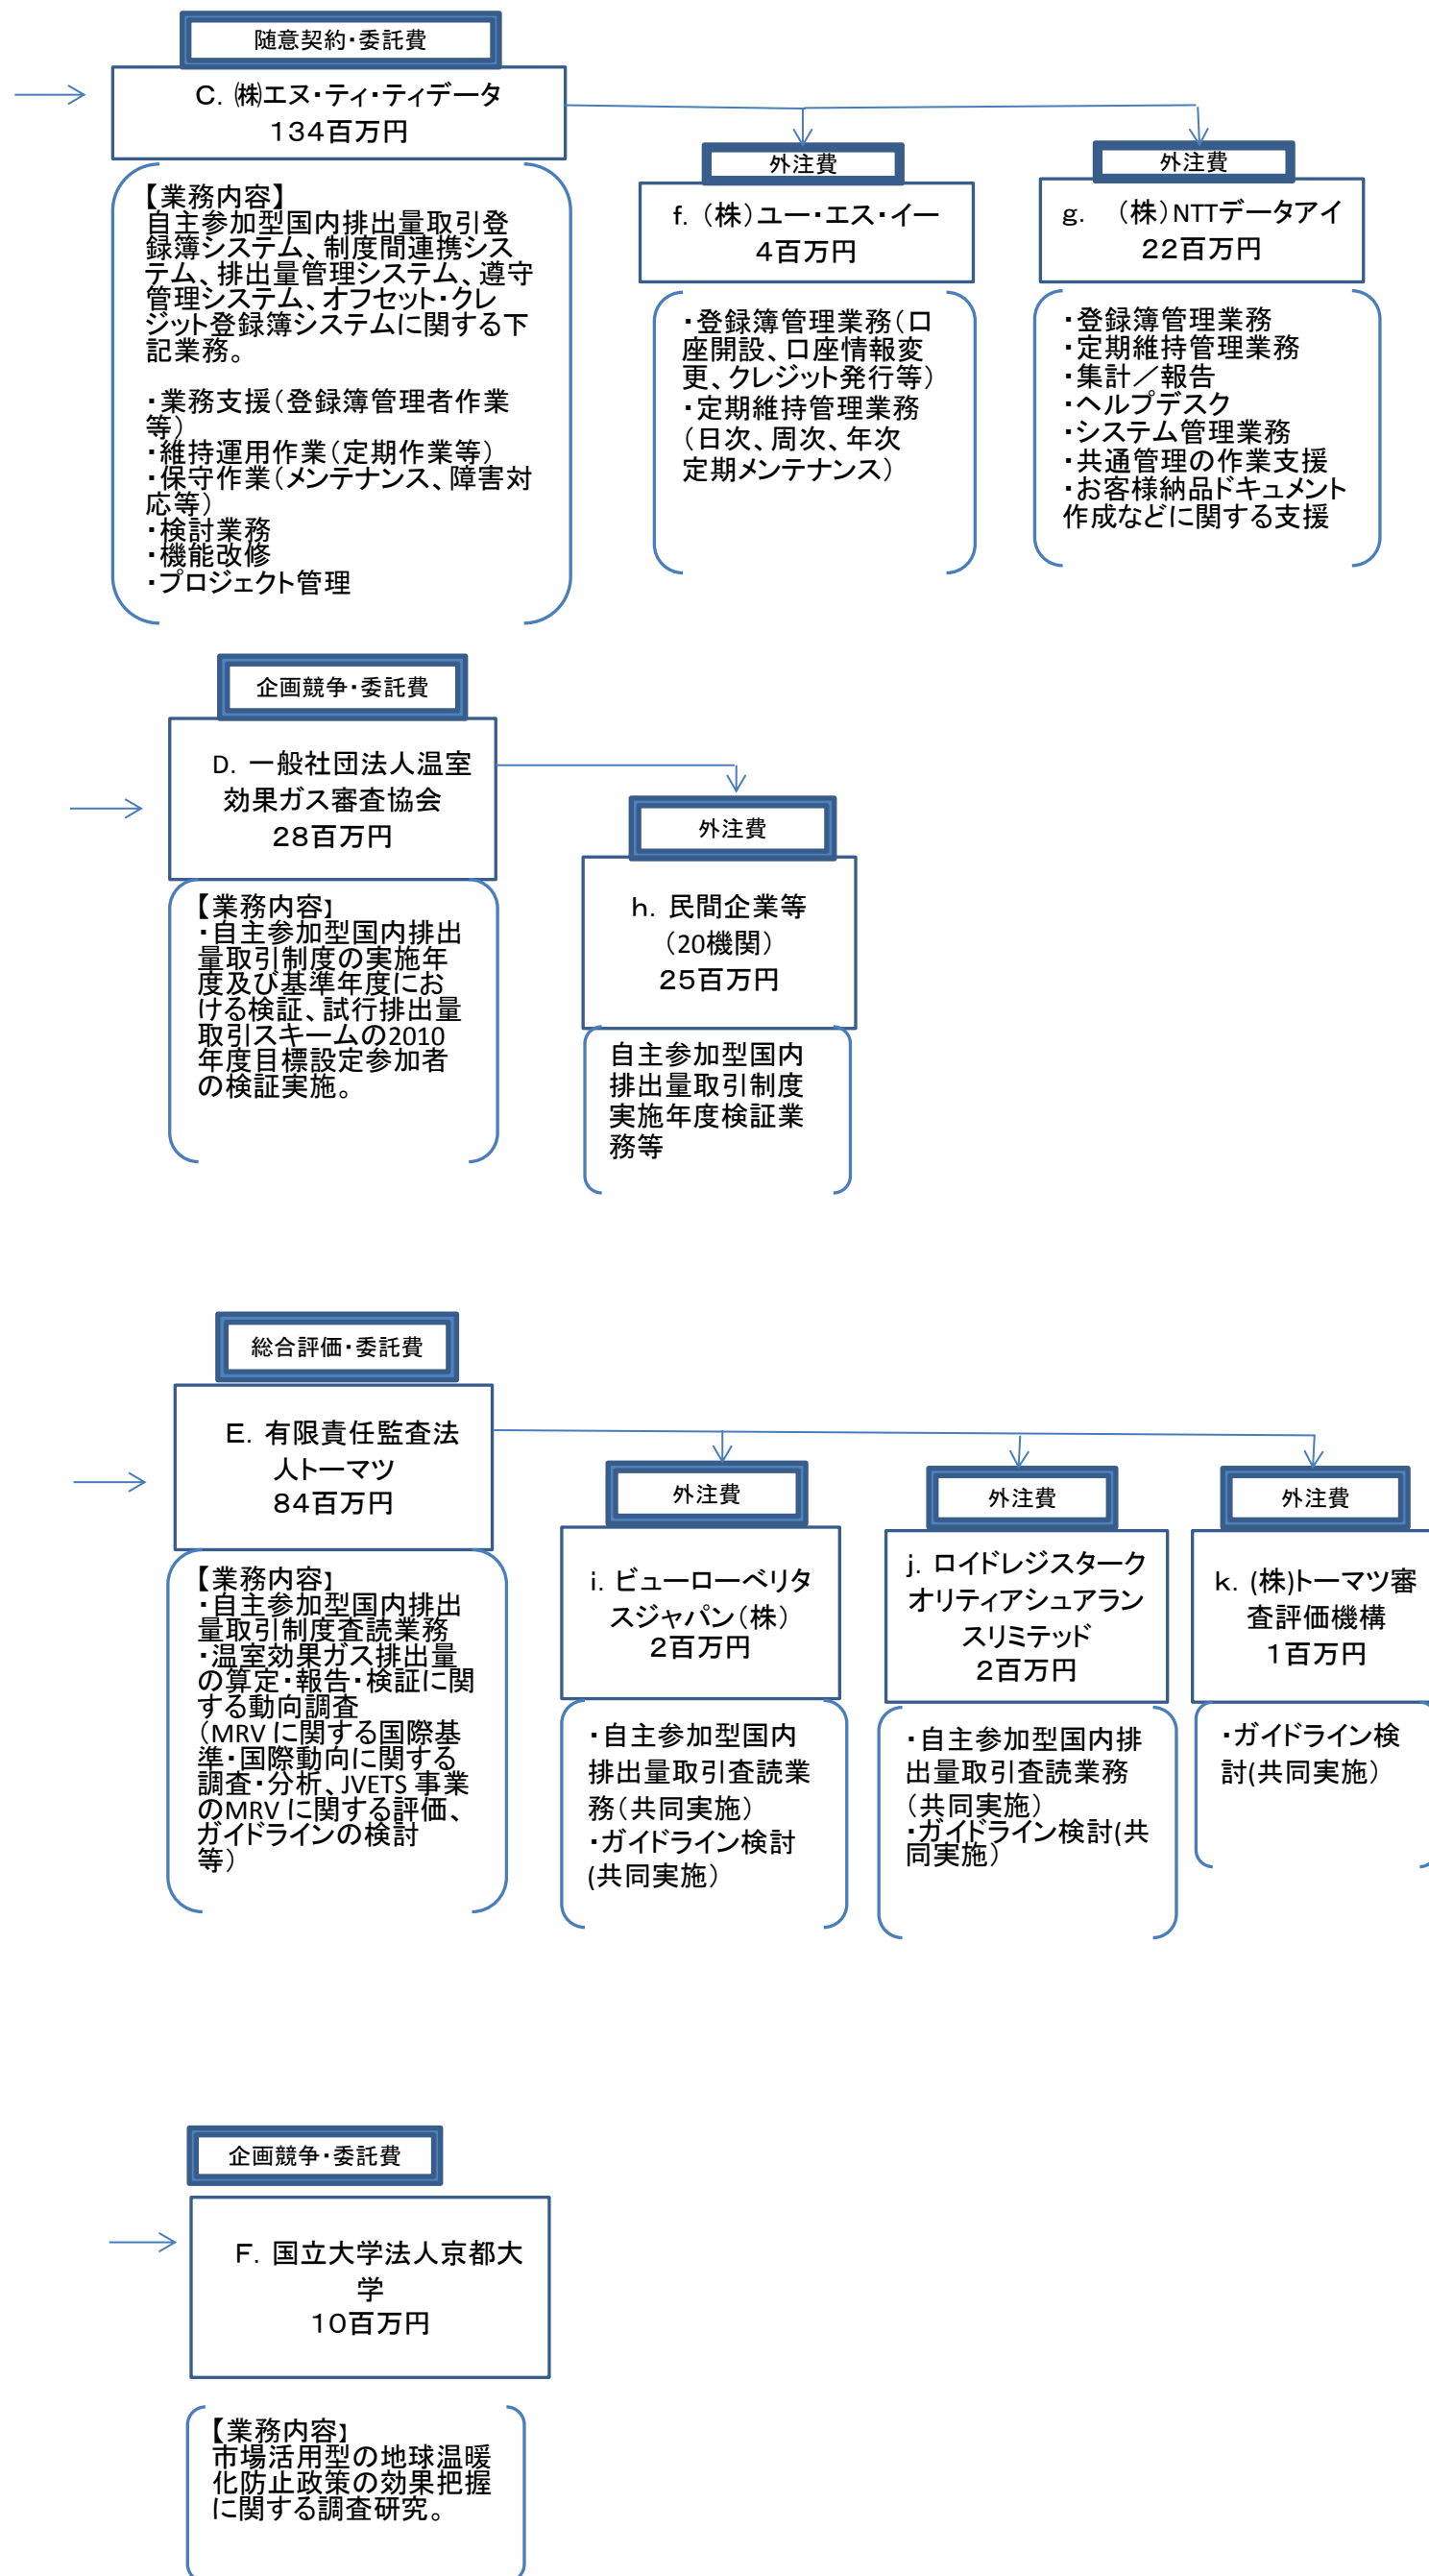 随意契約・委託費
C. ㈱エヌ・ティ・ティデータ
134百万円
【業務内容】
自主参加型国内排出量取引登
録簿システム、制度間連携シス
テム、排出量管理システム、遵守
管理システム、オフセット・クレ
ジット登録簿システムに関する下
記業務。
・業務支援（登録簿管理者作業
等）
・維持運用作業（定期作業等）
・保守作業（メンテナンス、障害対
応等）
・検討業務
・機能改修
・プロジェクト管理
外注費
f. （株）ユー・エス・イー
4百万円
・登録簿管理業務（口
座開設、口座情報変
更、クレジット発行等）
・定期維持管理業務
（日次、周次、年次
定期メンテナンス）
外注費
g. （株）NTTデータアイ
22百万円
・登録簿管理業務
・定期維持管理業務
・集計／報告
・ヘルプデスク
・システム管理業務
・共通管理の作業支援
・お客様納品ドキュメント
作成などに関する支援
企画競争・委託費
D. 一般社団法人温室
効果ガス審査協会
28百万円
【業務内容】
・自主参加型国内排出
量取引制度の実施年
度及び基準年度にお
ける検証、試行排出量
取引スキームの2010
年度目標設定参加者
の検証実施。
外注費
h. 民間企業等
（20機関）
25百万円
自主参加型国内
排出量取引制度
実施年度検証業
務等
総合評価・委託費
E. 有限責任監査法
人トーマツ
84百万円
【業務内容】
・自主参加型国内排出
量取引制度査読業務
・温室効果ガス排出量
の算定・報告・検証に関
する動向調査
（MRV に関する国際基
準・国際動向に関する
調査・分析、JVETS 事業
のMRV に関する評価、
ガイドラインの検討
等）
外注費
i. ビューローベリタ
スジャパン（株）
2百万円
・自主参加型国内
排出量取引査読業
務（共同実施）
・ガイドライン検討
(共同実施）
外注費
j. ロイドレジスターク
オリティアシュアラン
スリミテッド
2百万円
・自主参加型国内排
出量取引査読業務
（共同実施）
・ガイドライン検討(共
同実施）
外注費
k. (株)トーマツ審
査評価機構
1百万円
・ガイドライン検
討(共同実施）
企画競争・委託費
F. 国立大学法人京都大
学
10百万円
【業務内容】
市場活用型の地球温暖
化防止政策の効果把握
に関する調査研究。